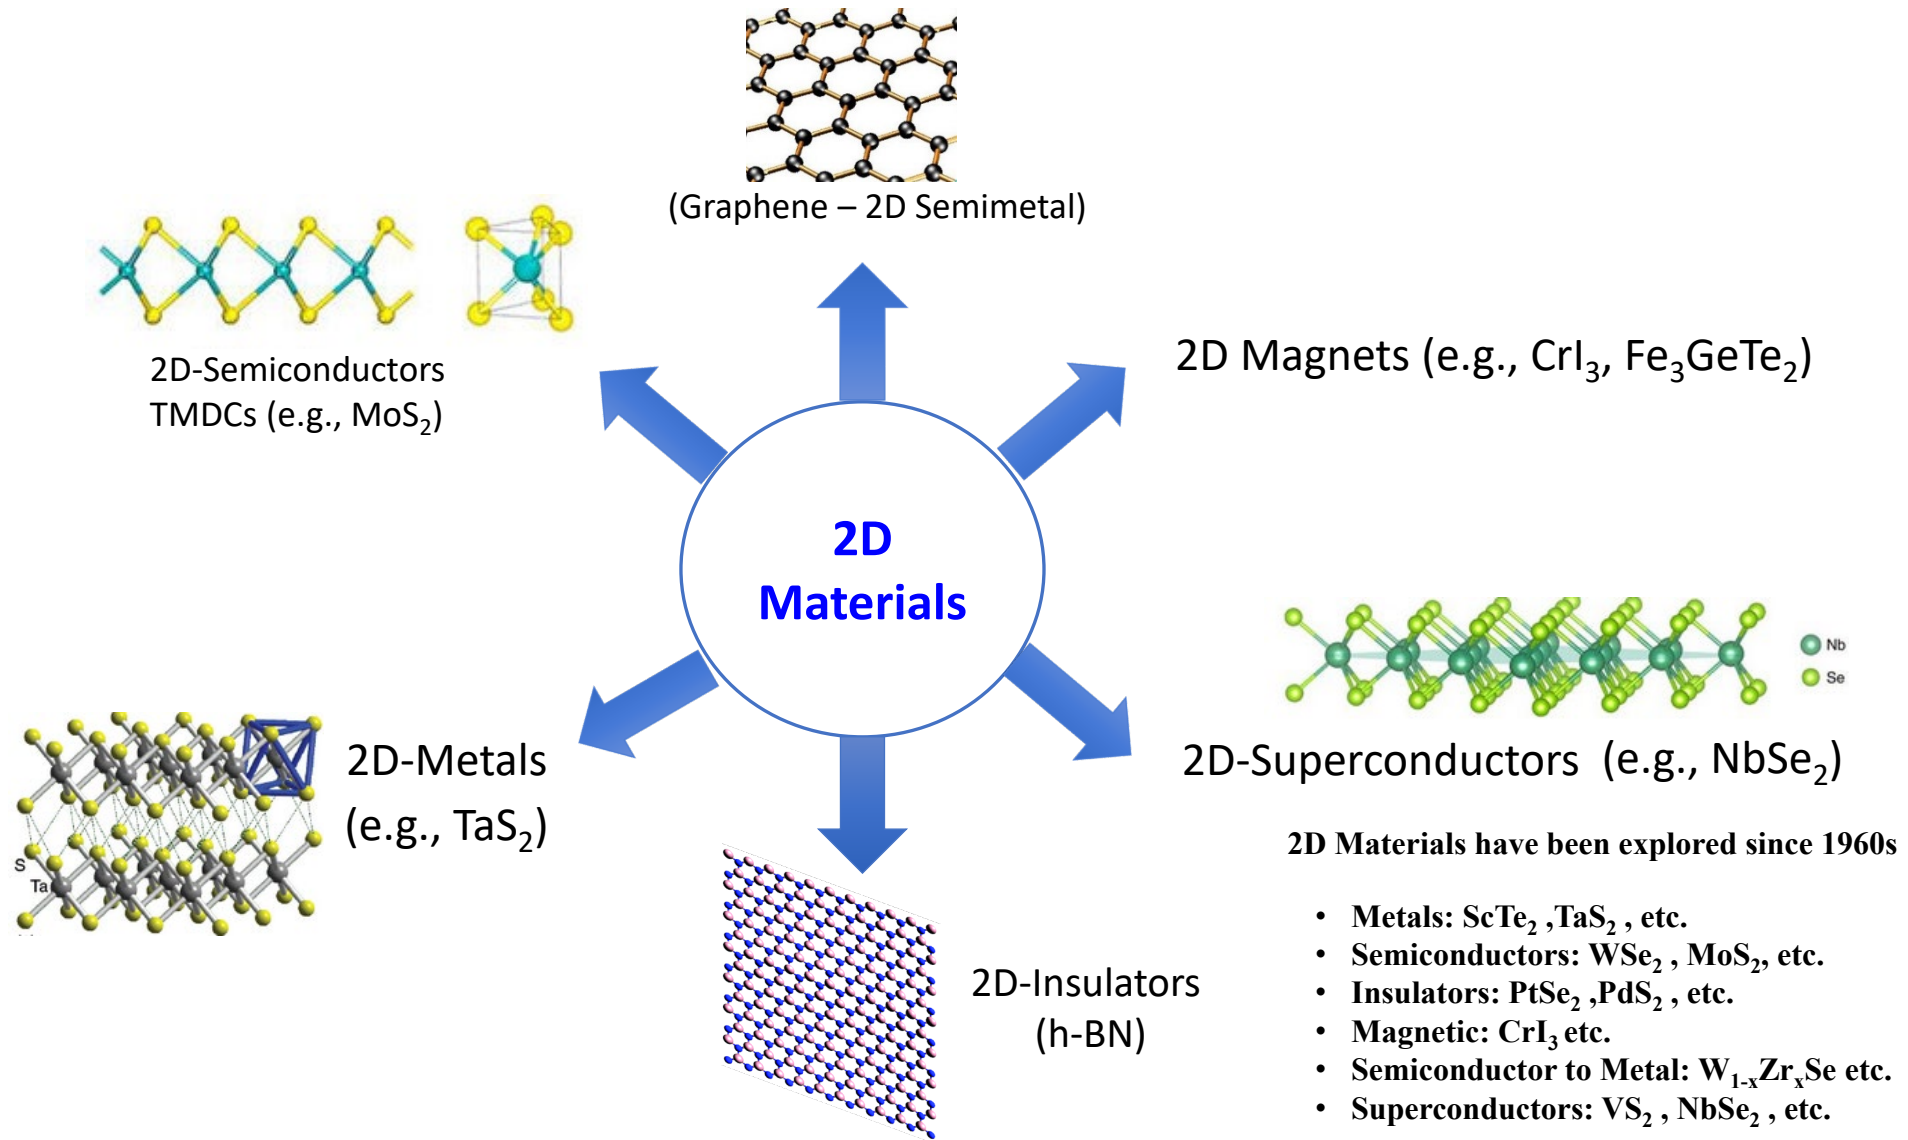 (Graphene – 2D Semimetal)
2D-Semiconductors
TMDCs (e.g., MoS₂)
2D Magnets (e.g., CrI₃, Fe₃GeTe₂)
2D
Materials
Nb
Se
2D-Superconductors (e.g., NbSe₂)
2D-Metals
(e.g., TaS₂)
S
Ta
2D-Insulators
(h-BN)
2D Materials have been explored since 1960s
• Metals: ScTe₂ ,TaS₂ , etc.
• Semiconductors: WSe₂ , MoS₂, etc.
• Insulators: PtSe₂ ,PdS₂ , etc.
• Magnetic: CrI₃ etc.
• Semiconductor to Metal: W₁₋ₓZrₓSe etc.
• Superconductors: VS₂ , NbSe₂ , etc.